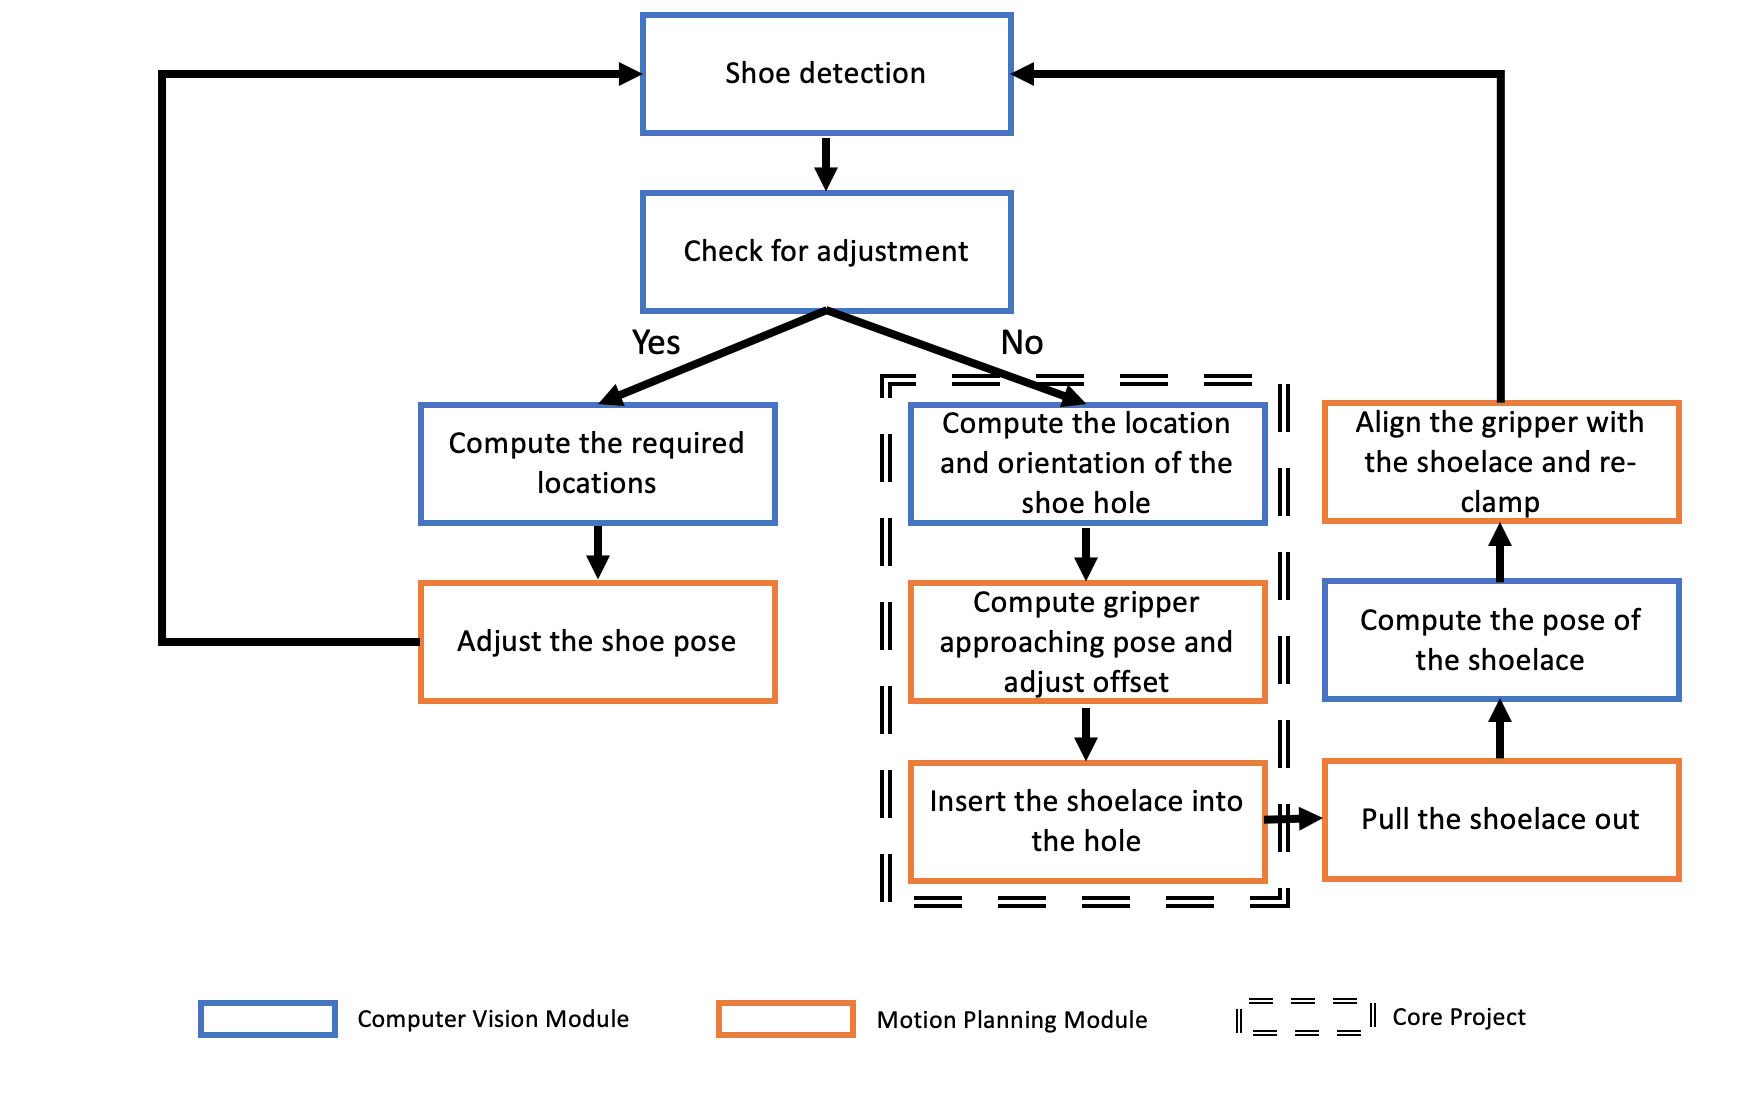 Shoe detection
Check for adjustment
Yes
No
Compute the required
locations
Adjust the shoe pose
Compute the location
and orientation of the
shoe hole
Compute gripper
approaching pose and
adjust offset
Insert the shoelace into
the hole
Pull the shoelace out
Compute the pose of
the shoelace
Align the gripper with
the shoelace and re-
clamp
Computer Vision Module
Motion Planning Module
Core Project